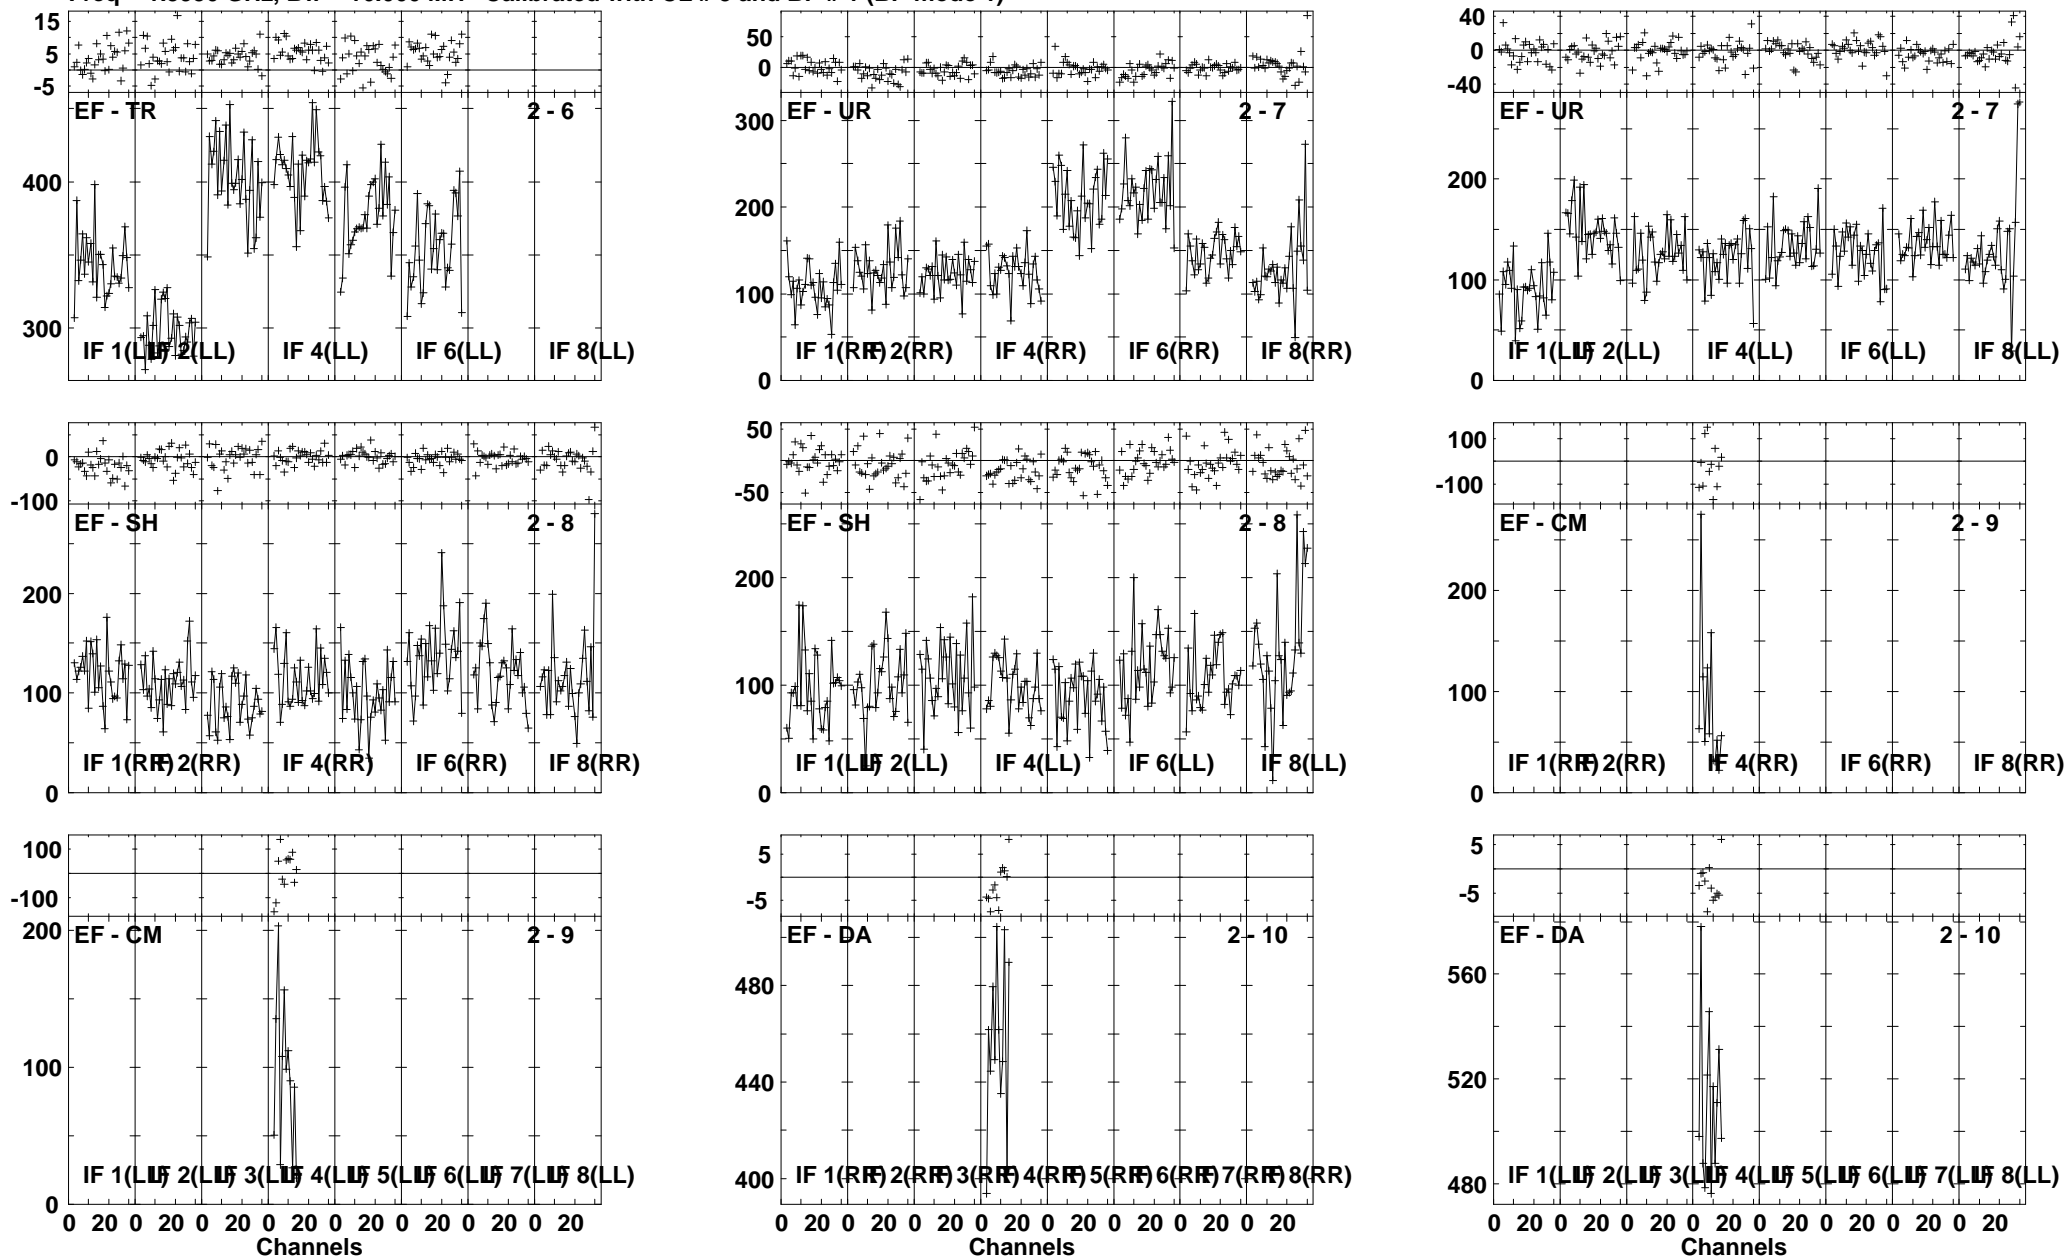 15
5
-5
EF - TR
2 - 6
400
300
IF 1(LL)
IF 2(LL)
IF 4(LL)
IF 6(LL)
IF 8(LL)
50
0
EF - UR
2 - 7
300
200
100
0
IF 1(RR)
IF 2(RR)
IF 4(RR)
IF 6(RR)
IF 8(RR)
40
0
-40
EF - UR
2 - 7
200
100
0
IF 1(LL)
IF 2(LL)
IF 4(LL)
IF 6(LL)
IF 8(LL)
0
-100
EF - SH
2 - 8
200
100
0
IF 1(RR)
IF 2(RR)
IF 4(RR)
IF 6(RR)
IF 8(RR)
50
-50
EF - SH
2 - 8
200
100
0
IF 1(LL)
IF 2(LL)
IF 4(LL)
IF 6(LL)
IF 8(LL)
100
-100
EF - CM
2 - 9
200
100
0
IF 1(RR)
IF 2(RR)
IF 4(RR)
IF 6(RR)
IF 8(RR)
100
-100
EF - CM
2 - 9
200
100
0
IF 1(LL)
IF 2(LL)
IF 3(LL)
IF 4(LL)
IF 5(LL)
IF 6(LL)
IF 7(LL)
IF 8(LL)
0 20 0 20 0 20 0 20 0 20 0 20 0 20 0 20
Channels
5
-5
EF - DA
2 - 10
480
440
400
IF 1(RR)
IF 2(RR)
IF 3(RR)
IF 4(RR)
IF 5(RR)
IF 6(RR)
IF 7(RR)
IF 8(RR)
0 20 0 20 0 20 0 20 0 20 0 20 0 20 0 20
Channels
5
-5
EF - DA
2 - 10
560
520
480
IF 1(LL)
IF 2(LL)
IF 3(LL)
IF 4(LL)
IF 5(LL)
IF 6(LL)
IF 7(LL)
IF 8(LL)
0 20 0 20 0 20 0 20 0 20 0 20 0 20 0 20
Channels